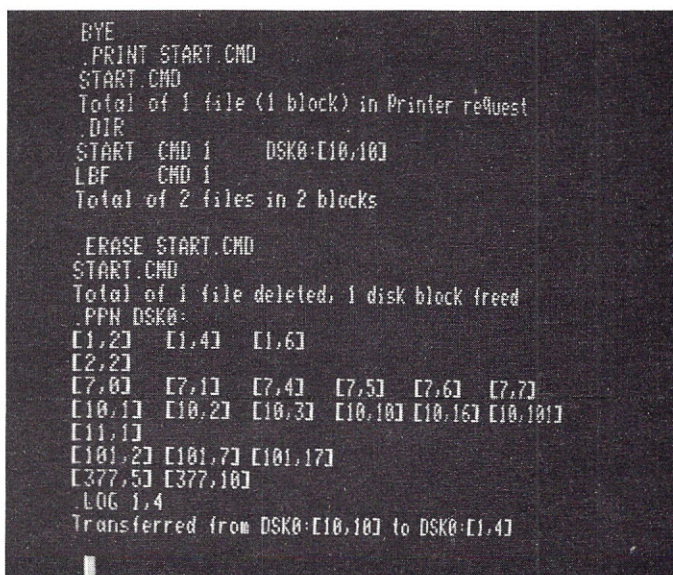 BYE
.PRINT START.CMD
START.CMD
Total of 1 file (1 block) in Printer request
.DIR
START CMD 1 DSK0:[10,10]
LBF CMD 1
Total of 2 files in 2 blocks
.ERASE START.CMD
START.CMD
Total of 1 file deleted, 1 disk block freed
.PPN DSK0:
[1,2] [1,4] [1,6]
[2,2]
[7,0] [7,1] [7,4] [7,5] [7,6] [7,7]
[10,1] [10,2] [10,3] [10,10] [10,16] [10,101]
[11,1]
[101,2] [101,7] [101,17]
[377,5] [377,10]
.LOG 1,4
Transferred from DSK0:[10,10] to DSK0:[1,4]